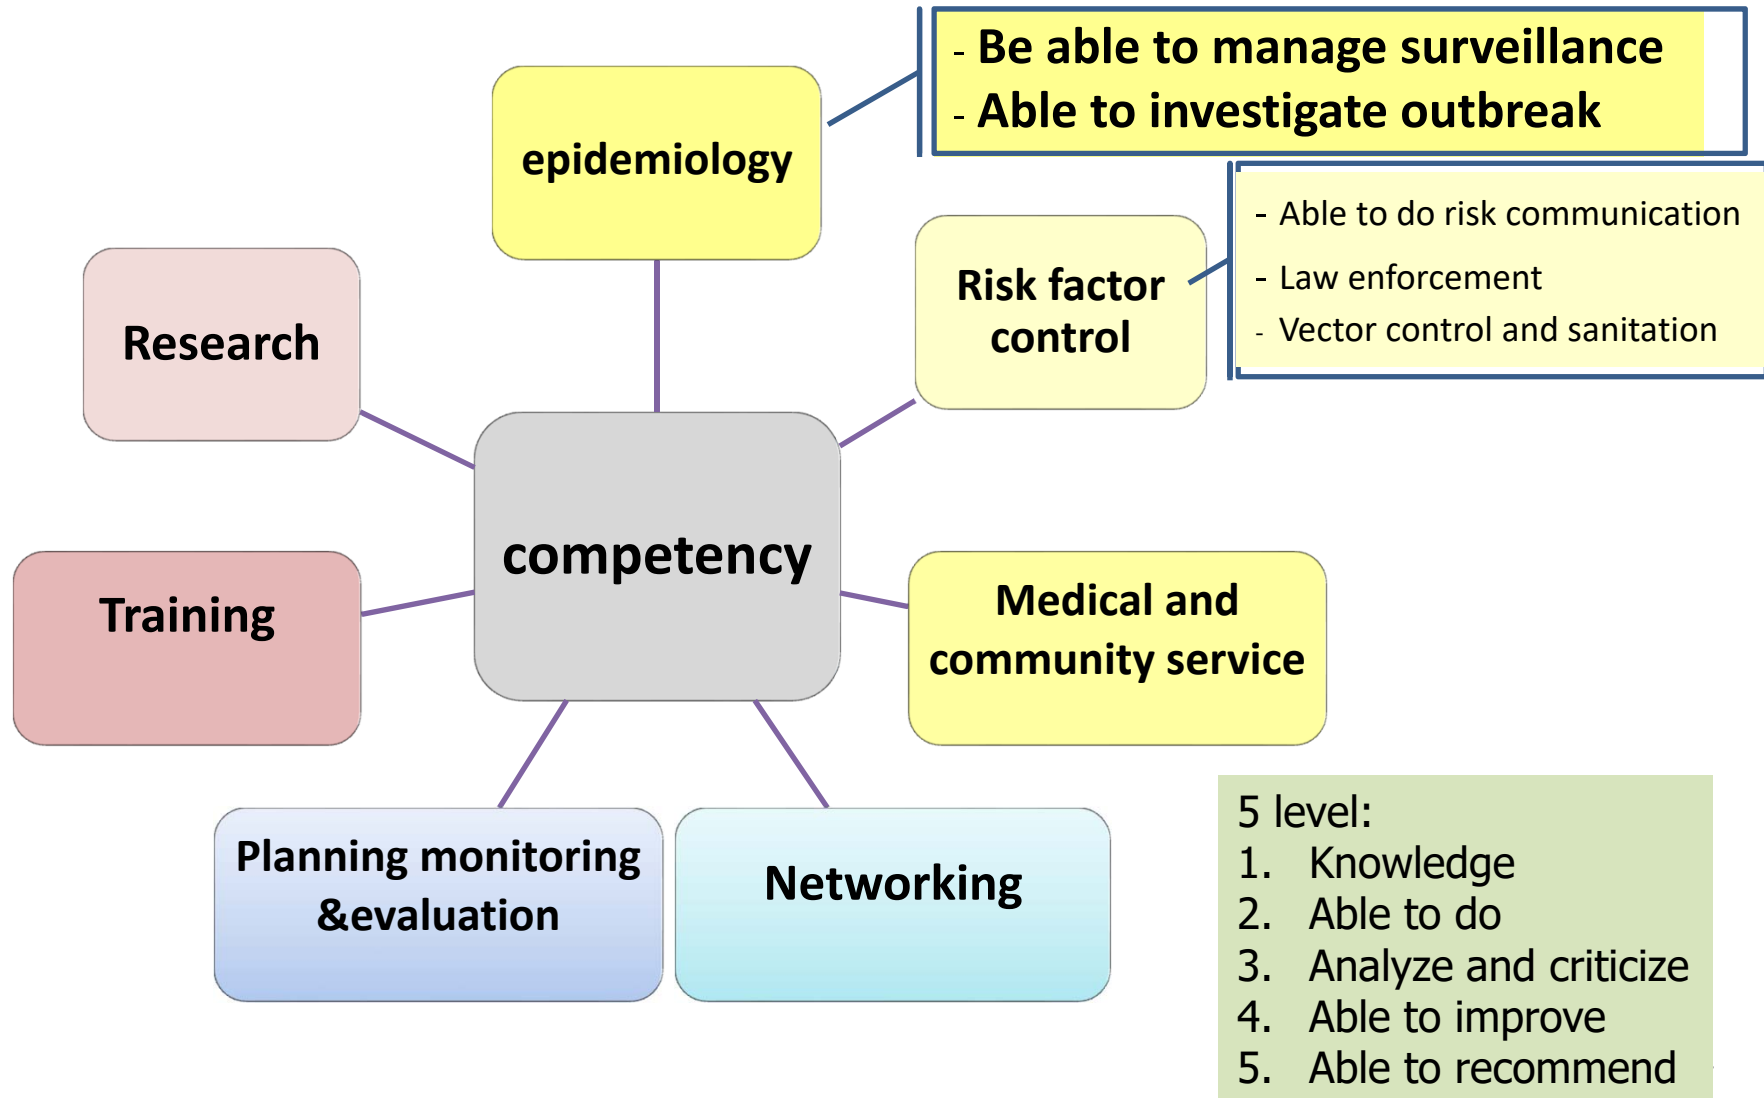 - Be able to manage surveillance
- Able to investigate outbreak
epidemiology
- Able to do risk communication
- Law enforcement
- Vector control and sanitation
Risk factor
control
Research
competency
Training
Medical and
community service
Planning monitoring
&evaluation
Networking
5 level:
1. Knowledge
2. Able to do
3. Analyze and criticize
4. Able to improve
5. Able to recommend